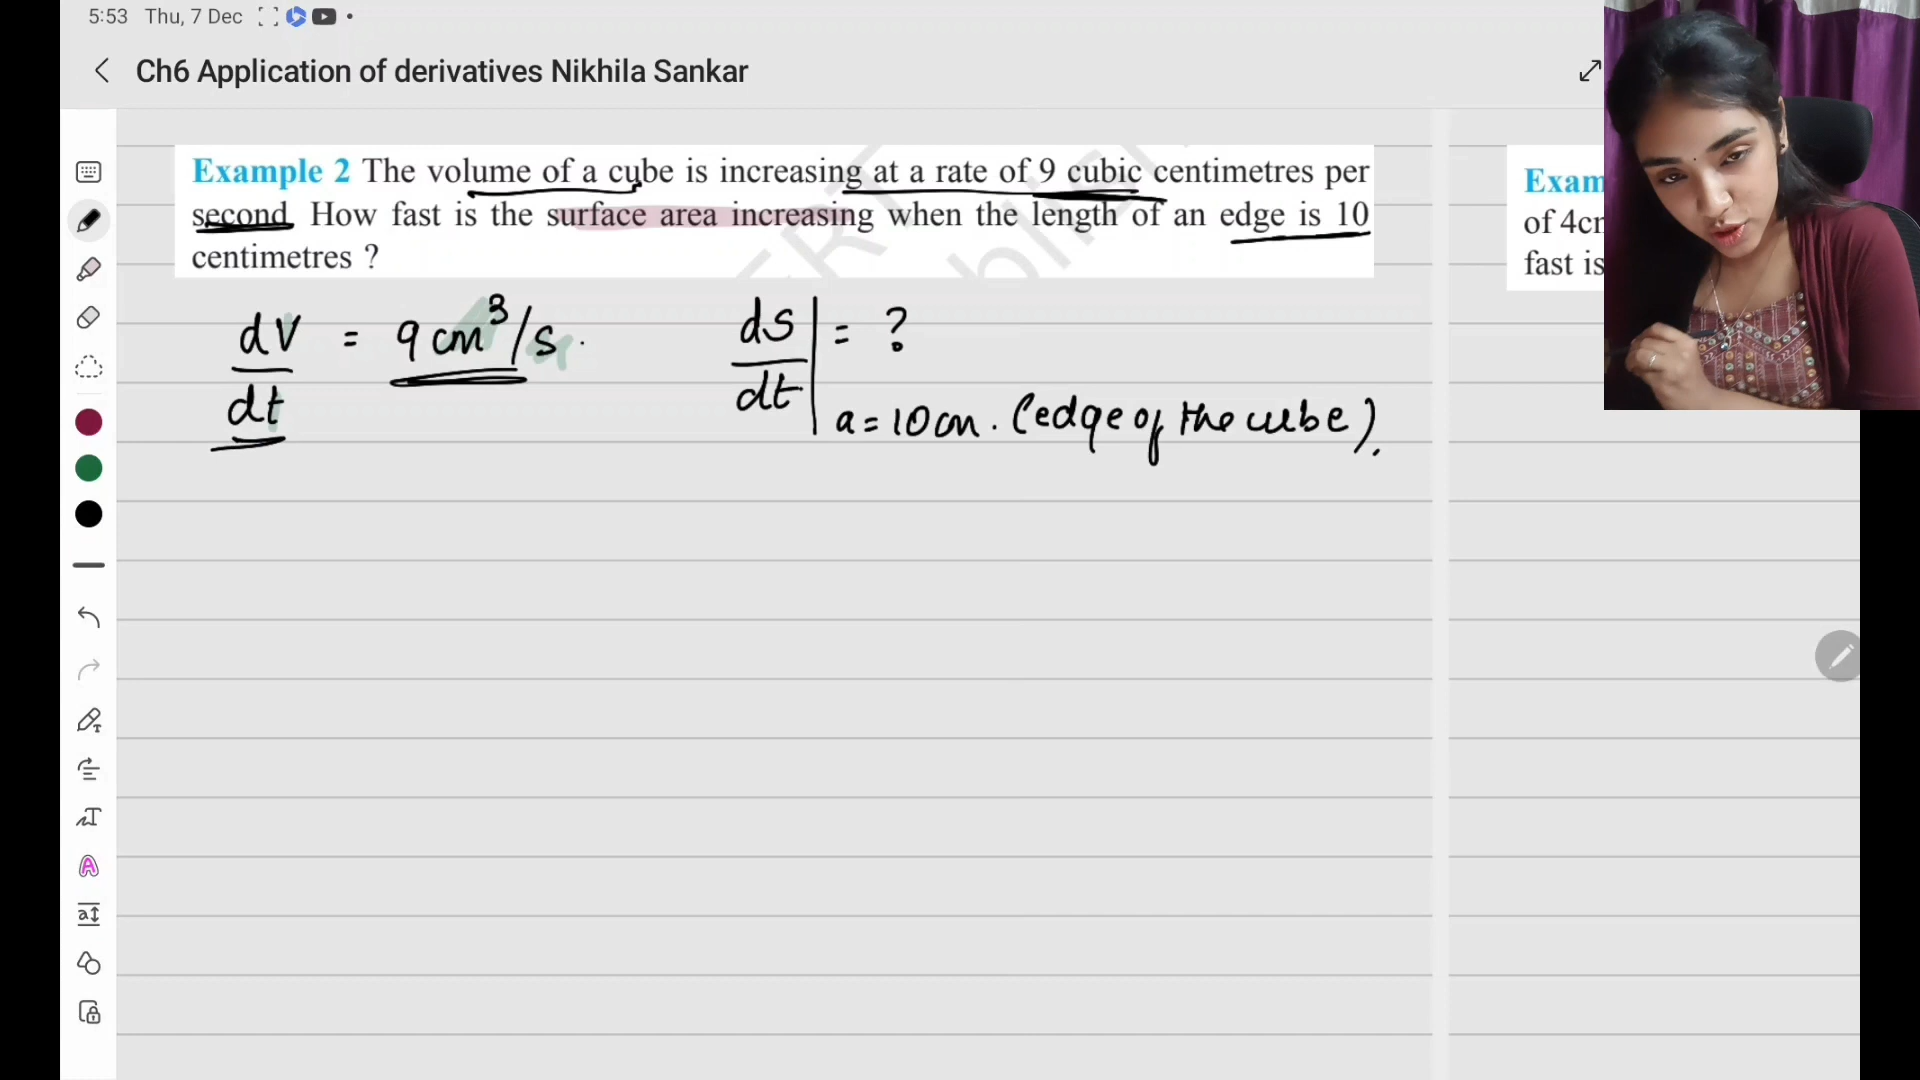 5:53 Thu, 7 Dec
Ch6 Application of derivatives Nikhila Sankar
Example 2 The volume of a cube is increasing at a rate of 9 cubic centimetres per
second. How fast is the surface area increasing when the length of an edge is 10
centimetres ?
dV/dt = 9 cm³/s.
dS/dt | a = 10 cm. (edge of the cube). = ?
Exam
of 4cm
fast is